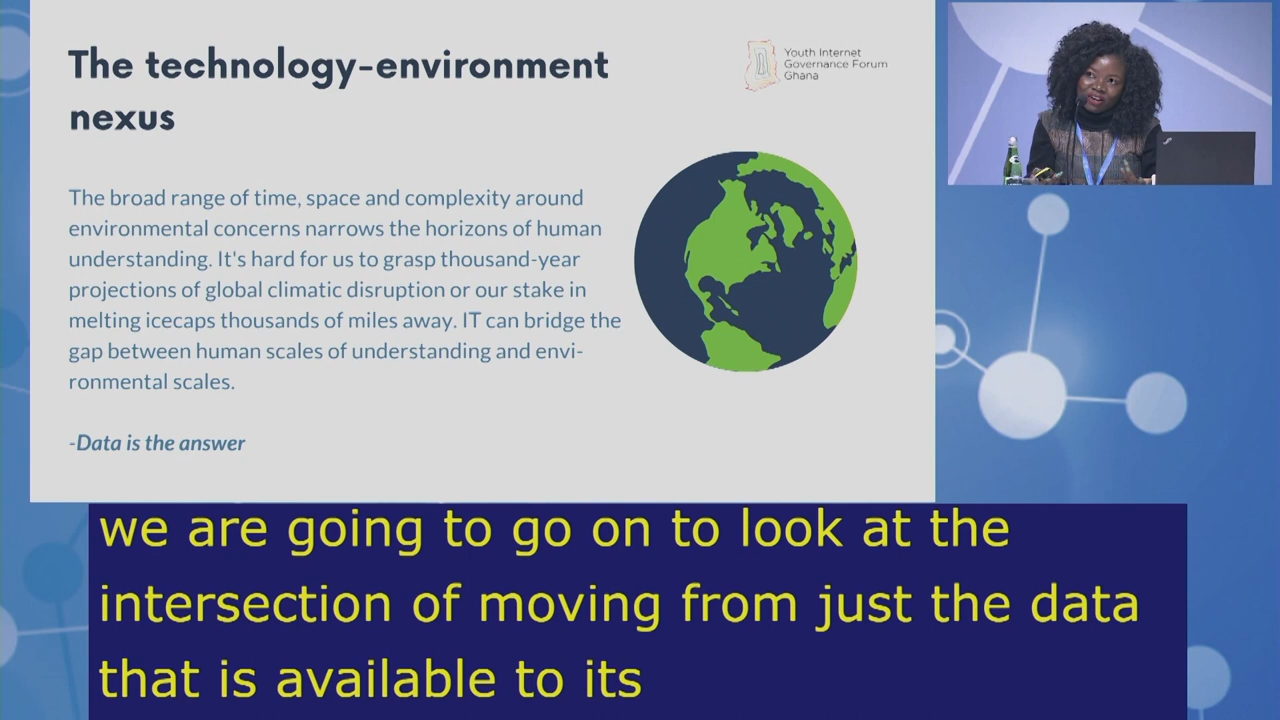 The technology-environment
nexus
Youth Internet
Governance Forum
Ghana
The broad range of time, space and complexity around
environmental concerns narrows the horizons of human
understanding. It's hard for us to grasp thousand-year
projections of global climatic disruption or our stake in
melting icecaps thousands of miles away. IT can bridge the
gap between human scales of understanding and envi-
ronmental scales.
-Data is the answer
we are going to go on to look at the
intersection of moving from just the data
that is available to its